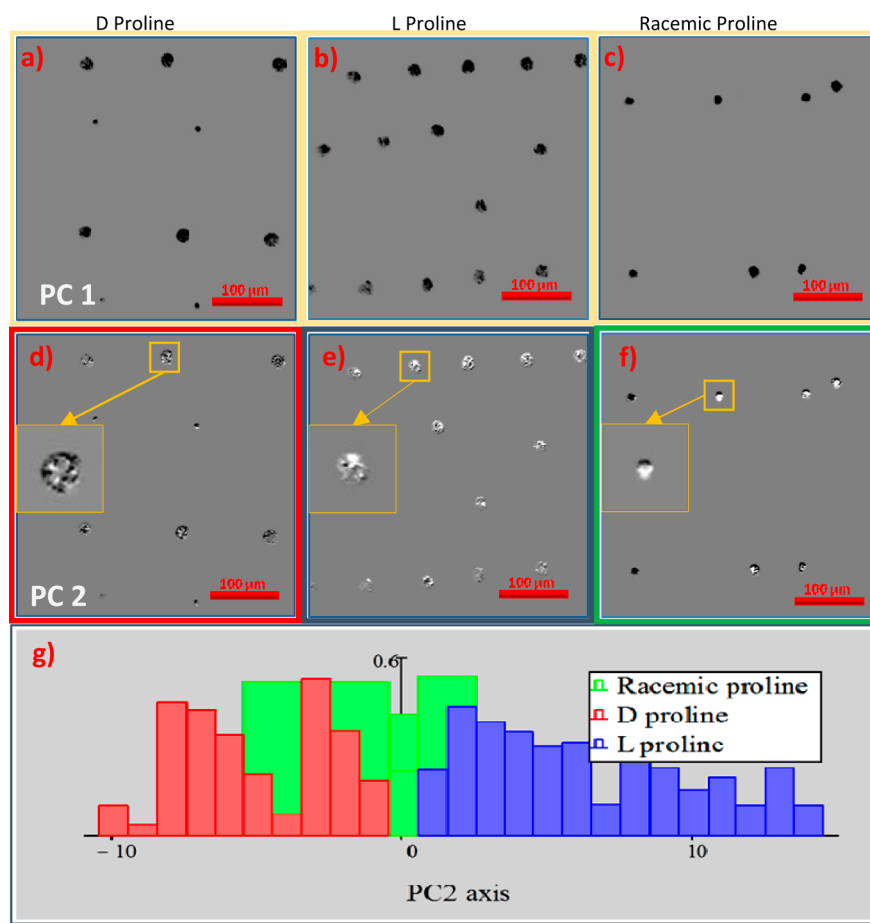 D Proline L Proline Racemic Proline
a) b) c)
PC 1 100 µm 100 µm 100 µm
d) e) f)
PC 2 100 µm 100 µm 100 µm
g)
0.6
Racemic proline
D proline
L proline
– 10 0 10
PC2 axis